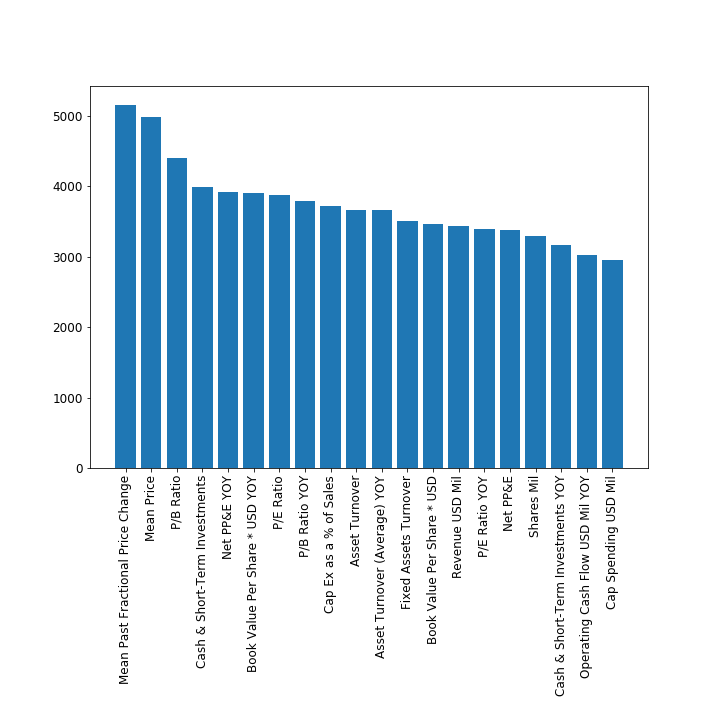 5000
4000
3000
2000
1000
0
Mean Past Fractional Price Change
Mean Price
P/B Ratio
Cash & Short-Term Investments
Net PP&E YOY
Book Value Per Share * USD YOY
P/E Ratio
P/B Ratio YOY
Cap Ex as a % of Sales
Asset Turnover
Asset Turnover (Average) YOY
Fixed Assets Turnover
Book Value Per Share * USD
Revenue USD Mil
P/E Ratio YOY
Net PP&E
Shares Mil
Cash & Short-Term Investments YOY
Operating Cash Flow USD Mil YOY
Cap Spending USD Mil